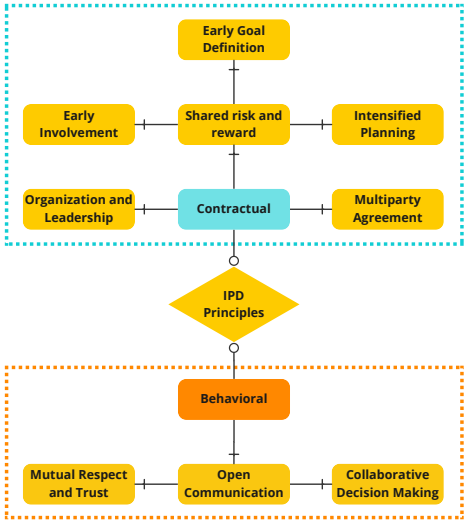 Early Goal
Definition
Early
Involvement
Shared risk and
reward
Intensified
Planning
Organization and
Leadership
Contractual
Multiparty
Agreement
IPD
Principles
Behavioral
Mutual Respect
and Trust
Open
Communication
Collaborative
Decision Making